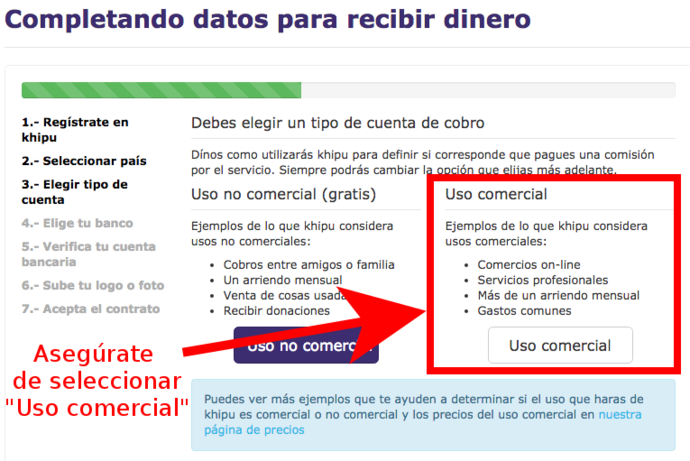 Completando datos para recibir dinero
1.- Regístrate en
khipu
2.- Seleccionar país
3.- Elegir tipo de
cuenta
4.- Elige tu banco
5.- Verifica tu cuenta
bancaria
6.- Sube tu logo o foto
7.- Acepta el contrato
Debes elegir un tipo de cuenta de cobro
Dínos como utilizarás khipu para definir si corresponde que pagues una comisión
por el servicio. Siempre podrás cambiar la opción que elijas más adelante.
Uso no comercial (gratis)
Ejemplos de lo que khipu considera
usos no comerciales:
• Cobros entre amigos o familia
• Un arriendo mensual
• Venta de cosas usadas
• Recibir donaciones
Uso no comercial
Uso comercial
Ejemplos de lo que khipu considera
usos comerciales:
• Comercios on-line
• Servicios profesionales
• Más de un arriendo mensual
• Gastos comunes
Uso comercial
Asegúrate
de seleccionar
"Uso comercial"
Puedes ver más ejemplos que te ayuden a determinar si el uso que haras de
khipu es comercial o no comercial y los precios del uso comercial en nuestra
página de precios